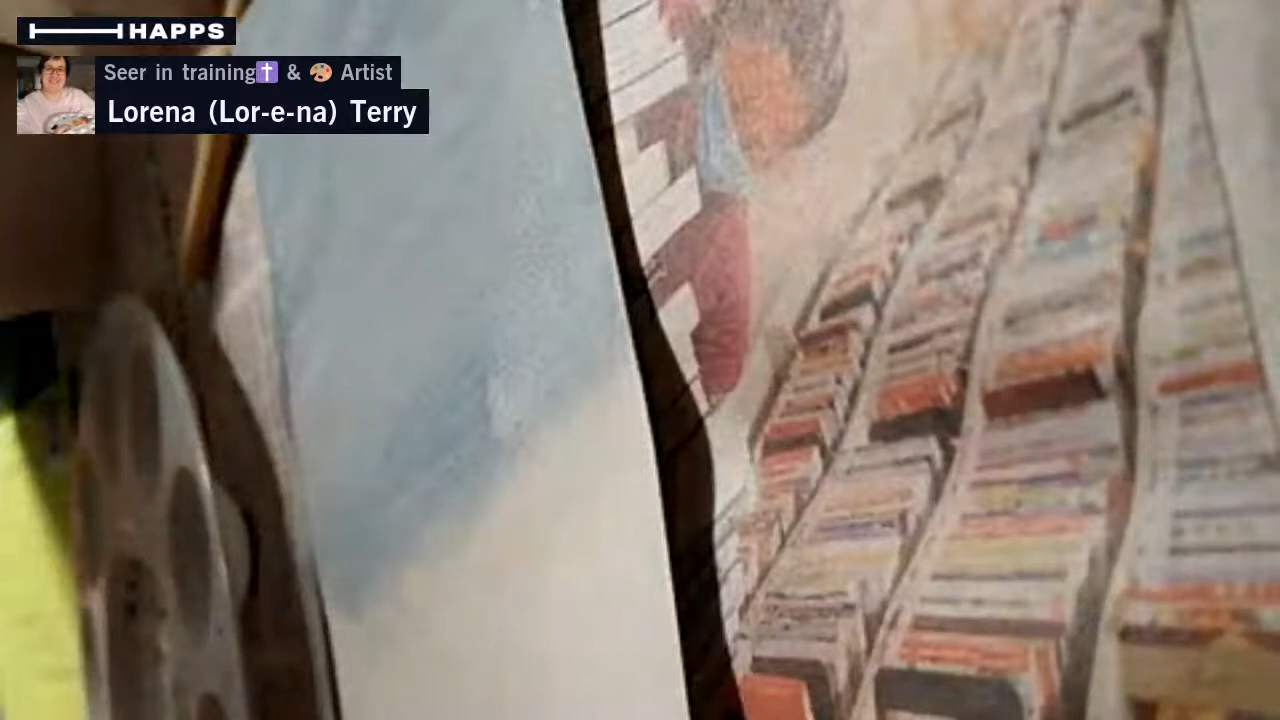 HAPPS
Seer in training✝️ & 🎨 Artist
Lorena (Lor-e-na) Terry